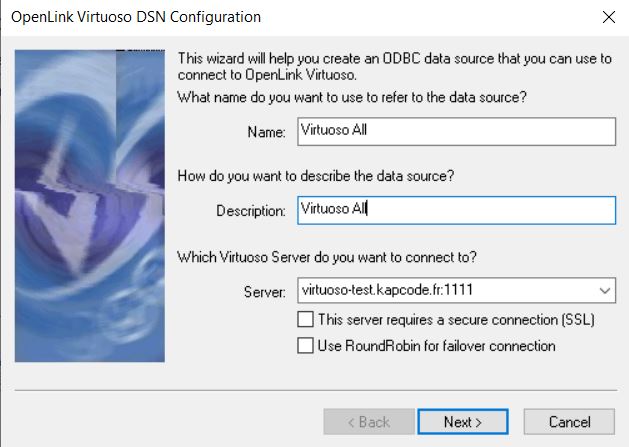 OpenLink Virtuoso DSN Configuration
This wizard will help you create an ODBC data source that you can use to
connect to OpenLink Virtuoso.
What name do you want to use to refer to the data source?
Name: Virtuoso All
How do you want to describe the data source?
Description: Virtuoso All
Which Virtuoso Server do you want to connect to?
Server: virtuoso-test.kapcode.fr:1111
This server requires a secure connection (SSL)
Use RoundRobin for failover connection
< Back Next > Cancel